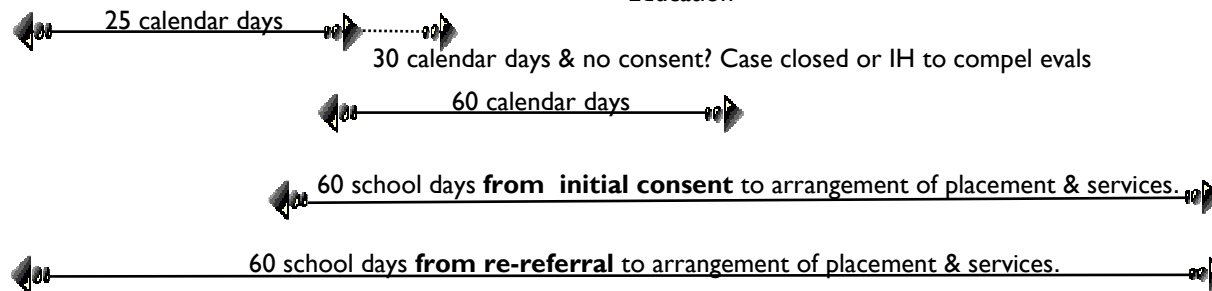 25 calendar days
30 calendar days & no consent? Case closed or IH to compel evals
60 calendar days
60 school days from initial consent to arrangement of placement & services.
60 school days from re-referral to arrangement of placement & services.